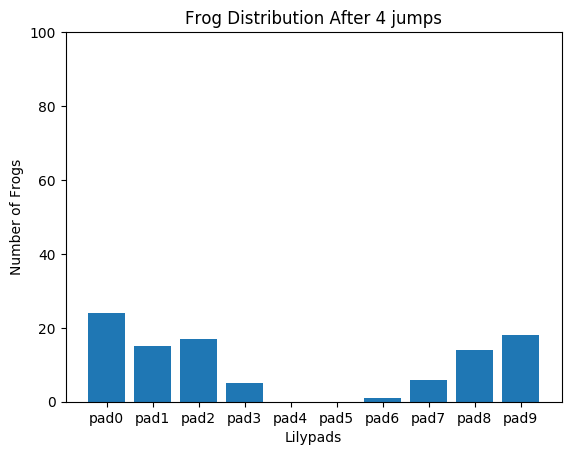 Frog Distribution After 4 jumps
100
80
60
40
20
0
Number of Frogs
pad0 pad1 pad2 pad3 pad4 pad5 pad6 pad7 pad8 pad9
Lilypads